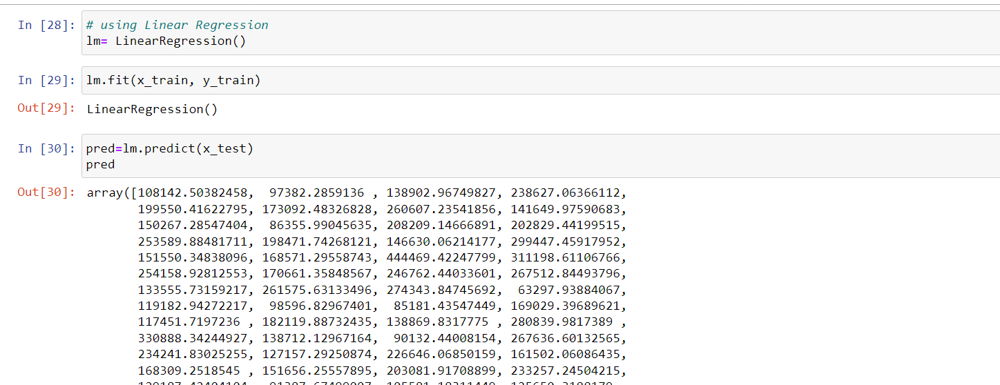 In [28]: # using Linear Regression
lm= LinearRegression()
In [29]: lm.fit(x_train, y_train)
Out[29]: LinearRegression()
In [30]: pred=lm.predict(x_test)
pred
Out[30]: array([108142.50382458,  97382.2859136 , 138902.96749827, 238627.06366112,
199550.41622795, 173092.48326828, 260607.23541856, 141649.97590683,
150267.28547404,  86355.99045635, 208209.14666891, 202829.44199515,
253589.88481711, 198471.74268121, 146630.06214177, 299447.45917952,
151550.34838096, 168571.29558743, 444469.42247799, 311198.61106766,
254158.92812553, 170661.35848567, 246762.44033601, 267512.84493796,
133555.73159217, 261575.63133496, 274343.84745692,  63297.93884067,
119182.94272217,  98596.82967401,  85181.43547449, 169029.39689621,
117451.7197236 , 182119.88732435, 138869.8317775 , 280839.9817389 ,
330888.34244927, 138712.12967164,  90132.44008154, 267636.60132565,
234241.83025255, 127157.29250874, 226646.06850159, 161502.06086435,
168309.2518545 , 151656.25557895, 203081.91708899, 233257.24504215,